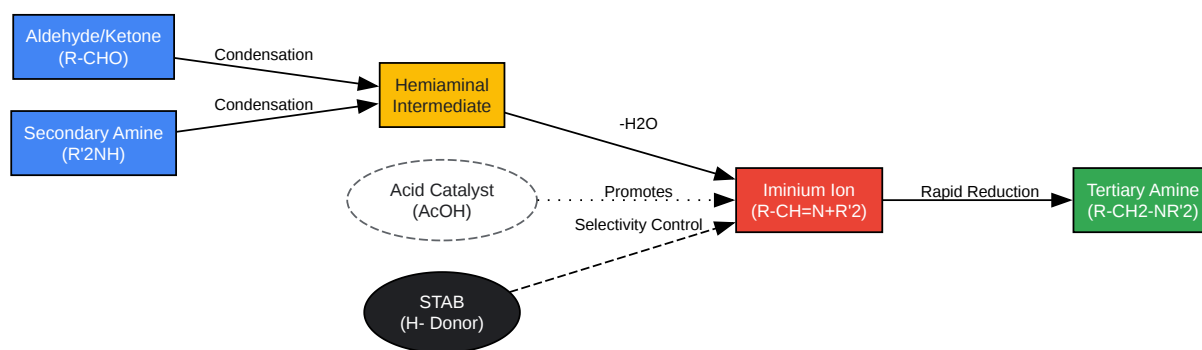 Aldehyde/Ketone
(R-CHO)
Condensation
Secondary Amine
(R'2NH)
Condensation
Hemiaminal
Intermediate
-H2O
Acid Catalyst
(AcOH)
Promotes
STAB
(H- Donor)
Selectivity Control
Iminium Ion
(R-CH=N+R'2)
Rapid Reduction
Tertiary Amine
(R-CH2-NR'2)